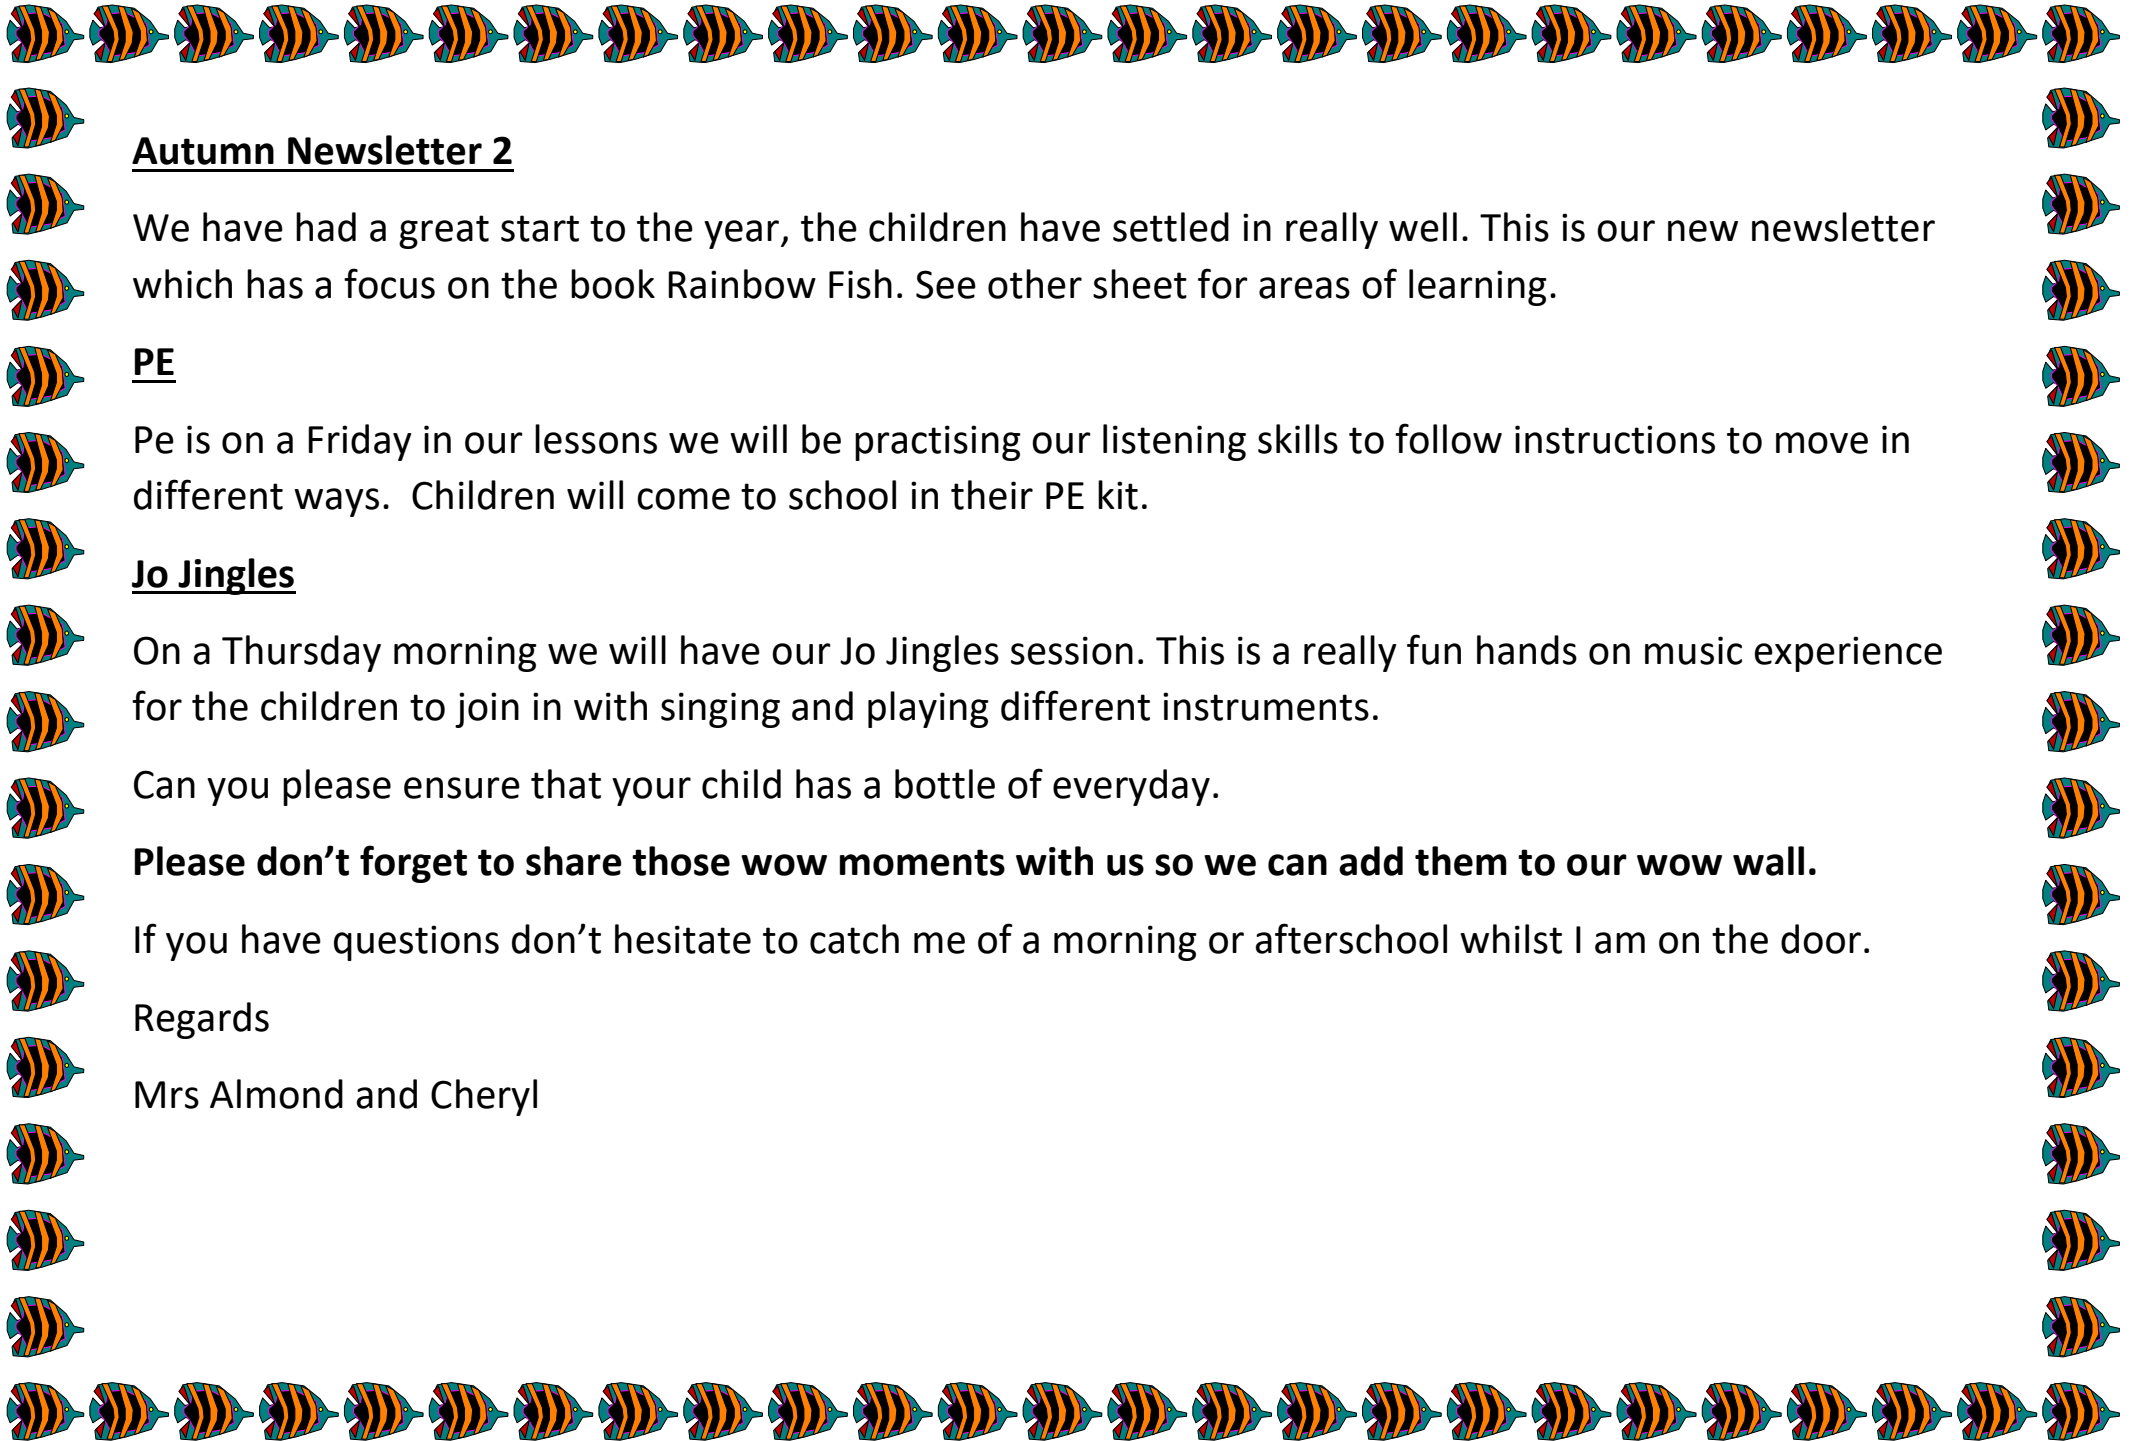 Autumn Newsletter 2
We have had a great start to the year, the children have settled in really well. This is our new newsletter
which has a focus on the book Rainbow Fish. See other sheet for areas of learning.
PE
Pe is on a Friday in our lessons we will be practising our listening skills to follow instructions to move in
different ways.  Children will come to school in their PE kit.
Jo Jingles
On a Thursday morning we will have our Jo Jingles session. This is a really fun hands on music experience
for the children to join in with singing and playing different instruments.
Can you please ensure that your child has a bottle of everyday.
Please don’t forget to share those wow moments with us so we can add them to our wow wall.
If you have questions don’t hesitate to catch me of a morning or afterschool whilst I am on the door.
Regards
Mrs Almond and Cheryl